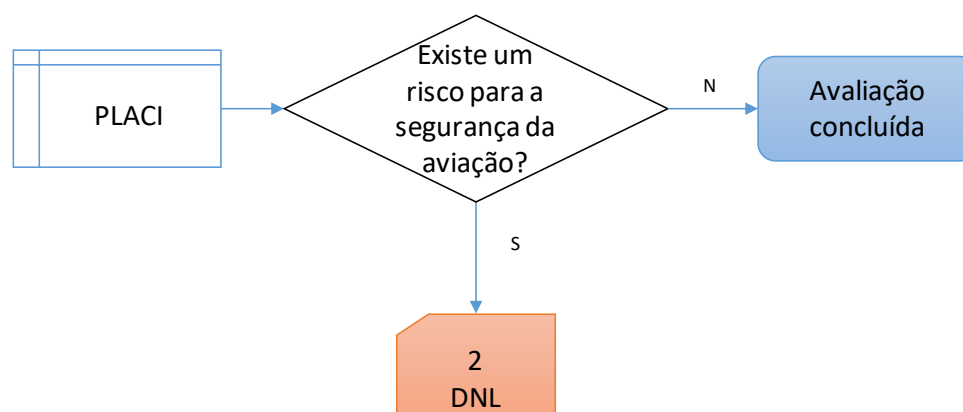 PLACI
Existe um
risco para a
segurança da
aviação?
N
Avaliação
concluída
S
2
DNL